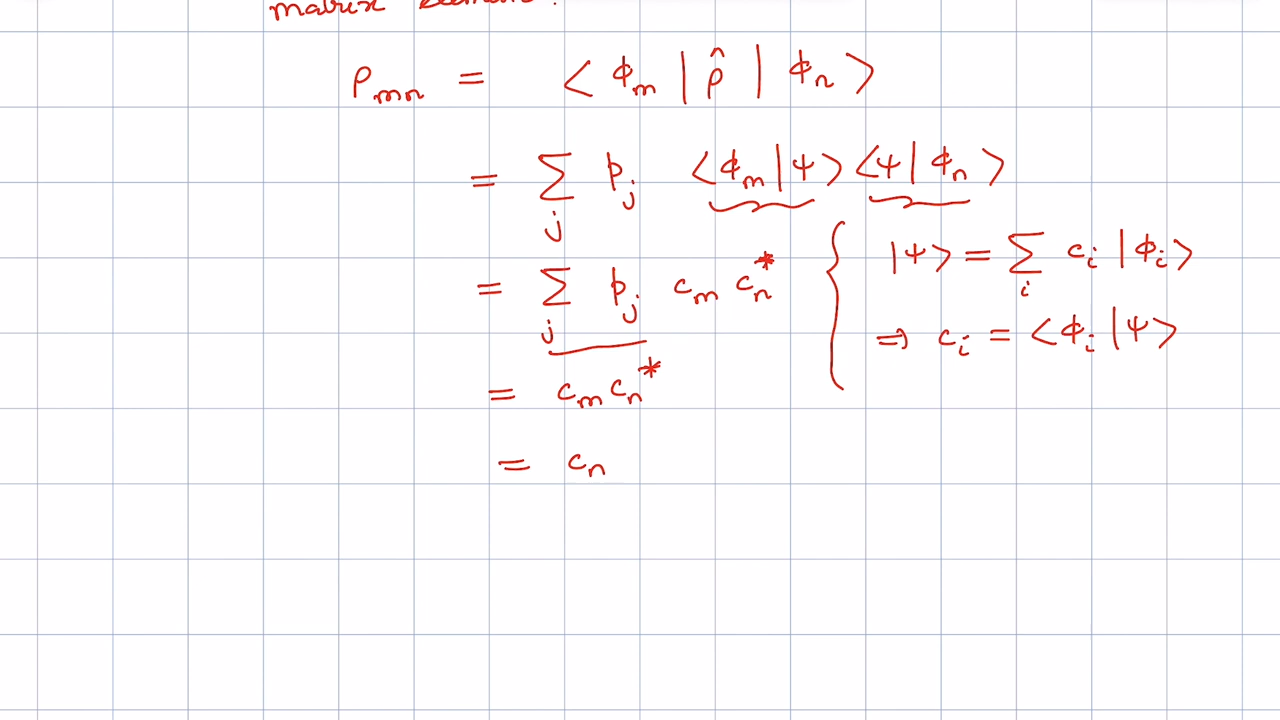 matrix
ρ_mn = <ϕ_m | ρ̂ | ϕ_n>
= Σ_j p_j <ϕ_m|ψ><ψ|ϕ_n>
= Σ_j p_j c_m c_n*
{ |ψ> = Σ_i c_i |ϕ_i>
⇒ c_i = <ϕ_i|ψ>
= c_m c_n*
= c_n